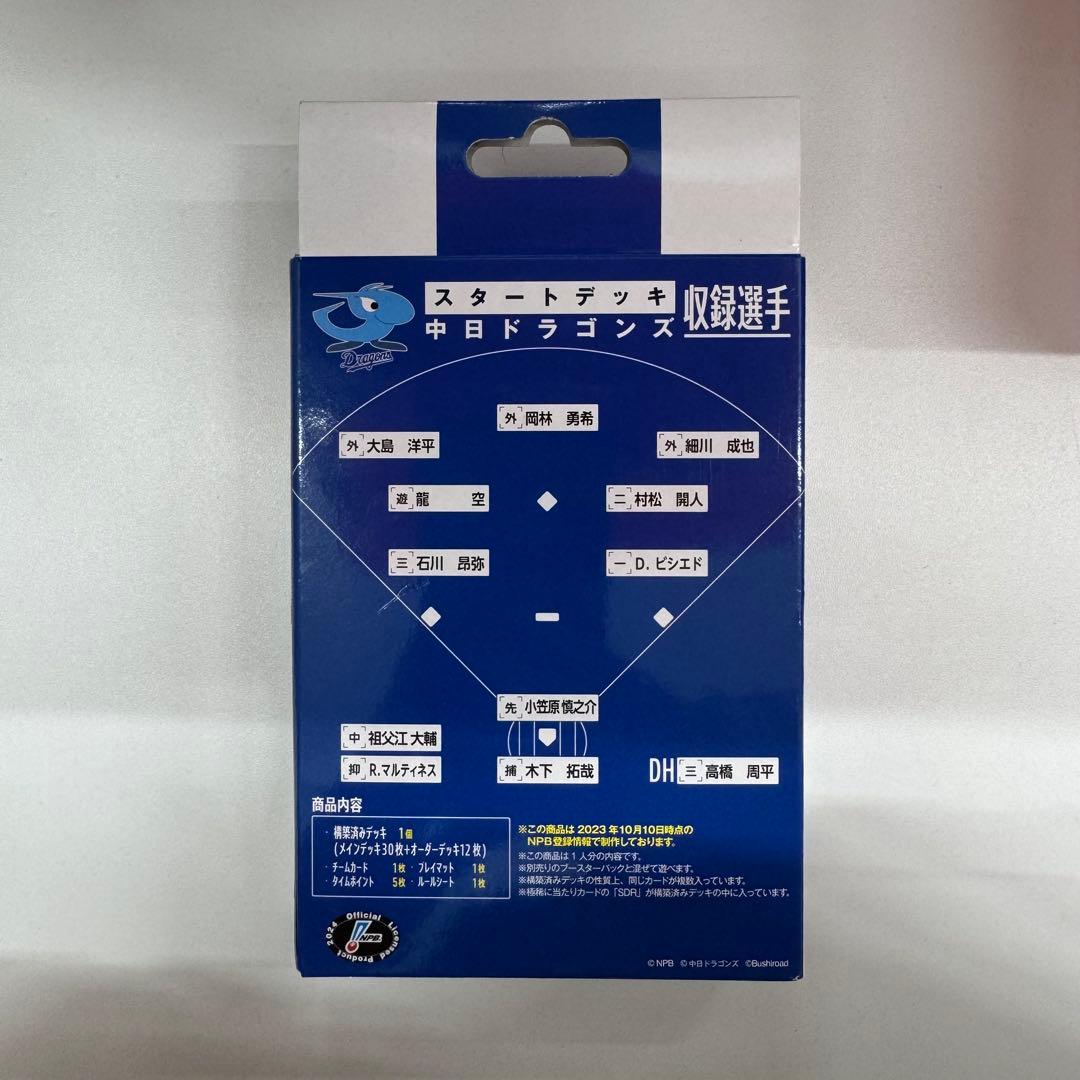 スタートデッキ
中日ドラゴンズ
収録選手
Dragons
外 岡林 勇希
外 大島 洋平
外 細川 成也
遊 龍 空
二 村松 開人
三 石川 昂弥
一 D. ビシエド
先 小笠原 慎之介
中 祖父江 大輔
抑 R.マルティネス
捕 木下 拓哉
DH 三 高橋 周平
商品内容
・構築済みデッキ 1個
(メインデッキ30枚+オーダーデッキ12枚)
・チームカード 1枚 ・プレイマット 1枚
・タイムポイント 5枚 ・ルールシート 1枚
※この商品は2023年10月10日時点の
NPB登録情報で制作しております。
※この商品は1人分の内容です。
※別売りのブースターパックと混ぜて遊べます。
※構築済みデッキの性質上、同じカードが複数入っています。
※極稀に当たりカードの「SDR」が構築済みデッキの中に入っています。
2024 Official Licensed Product
NPB
©NPB ©中日ドラゴンズ ©Bushiroad